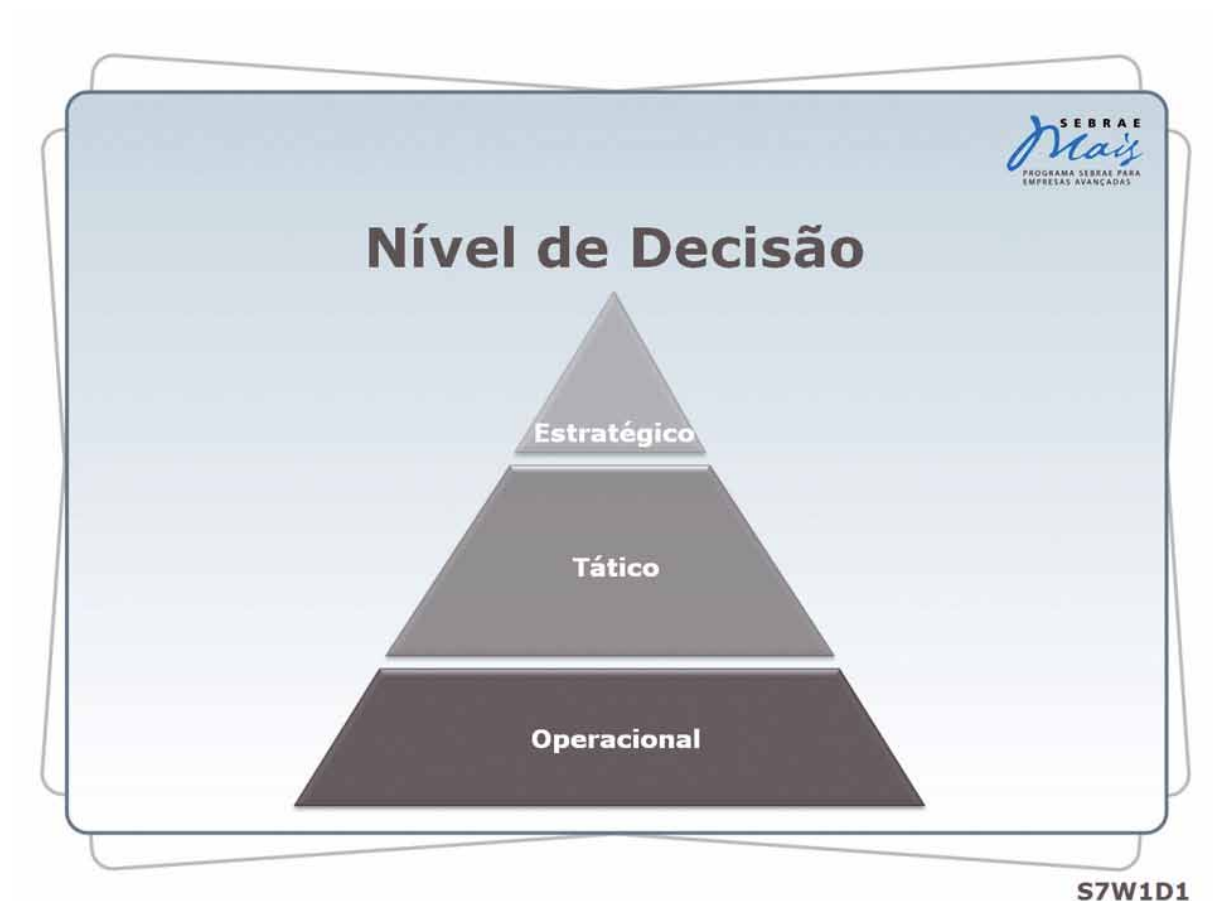 SEBRAE
Mais
PROGRAMA SEBRAE PARA
EMPRESAS AVANÇADAS
Nível de Decisão
Estratégico
Tático
Operacional
S7W1D1